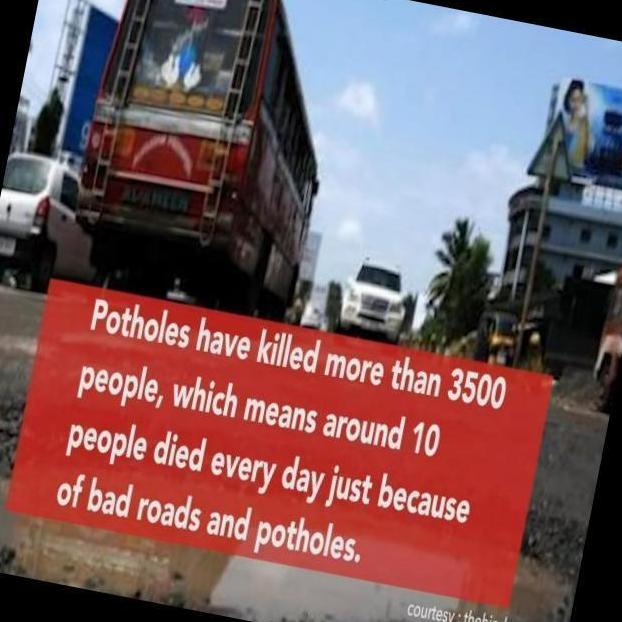 Potholes have killed more than 3500
people, which means around 10
people died every day just because
of bad roads and potholes.
courtesy :